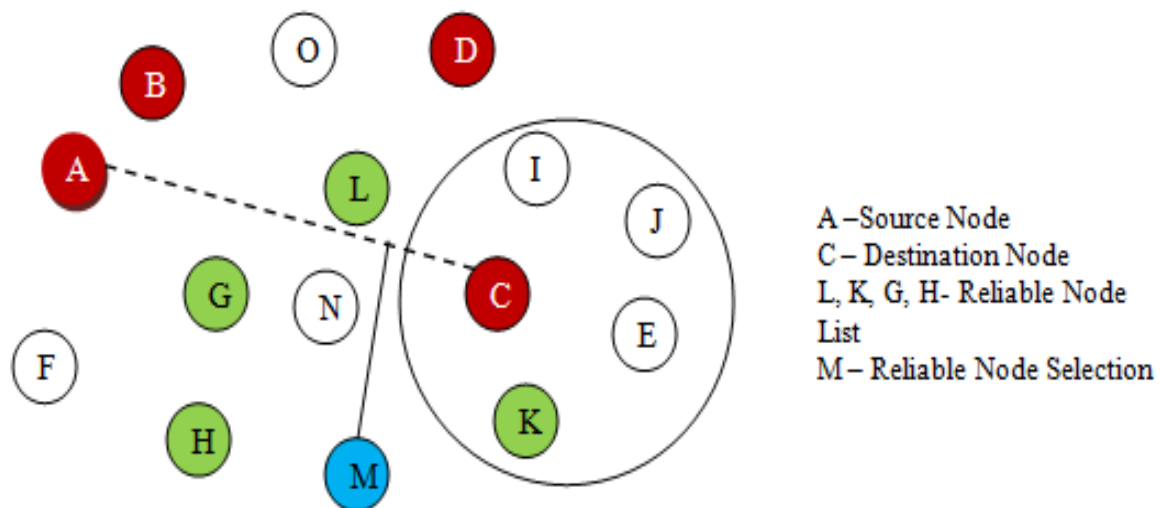 O
D
B
A
I
L
J
G
C
N
E
F
K
H
M
A –Source Node
C – Destination Node
L, K, G, H- Reliable Node
List
M – Reliable Node Selection